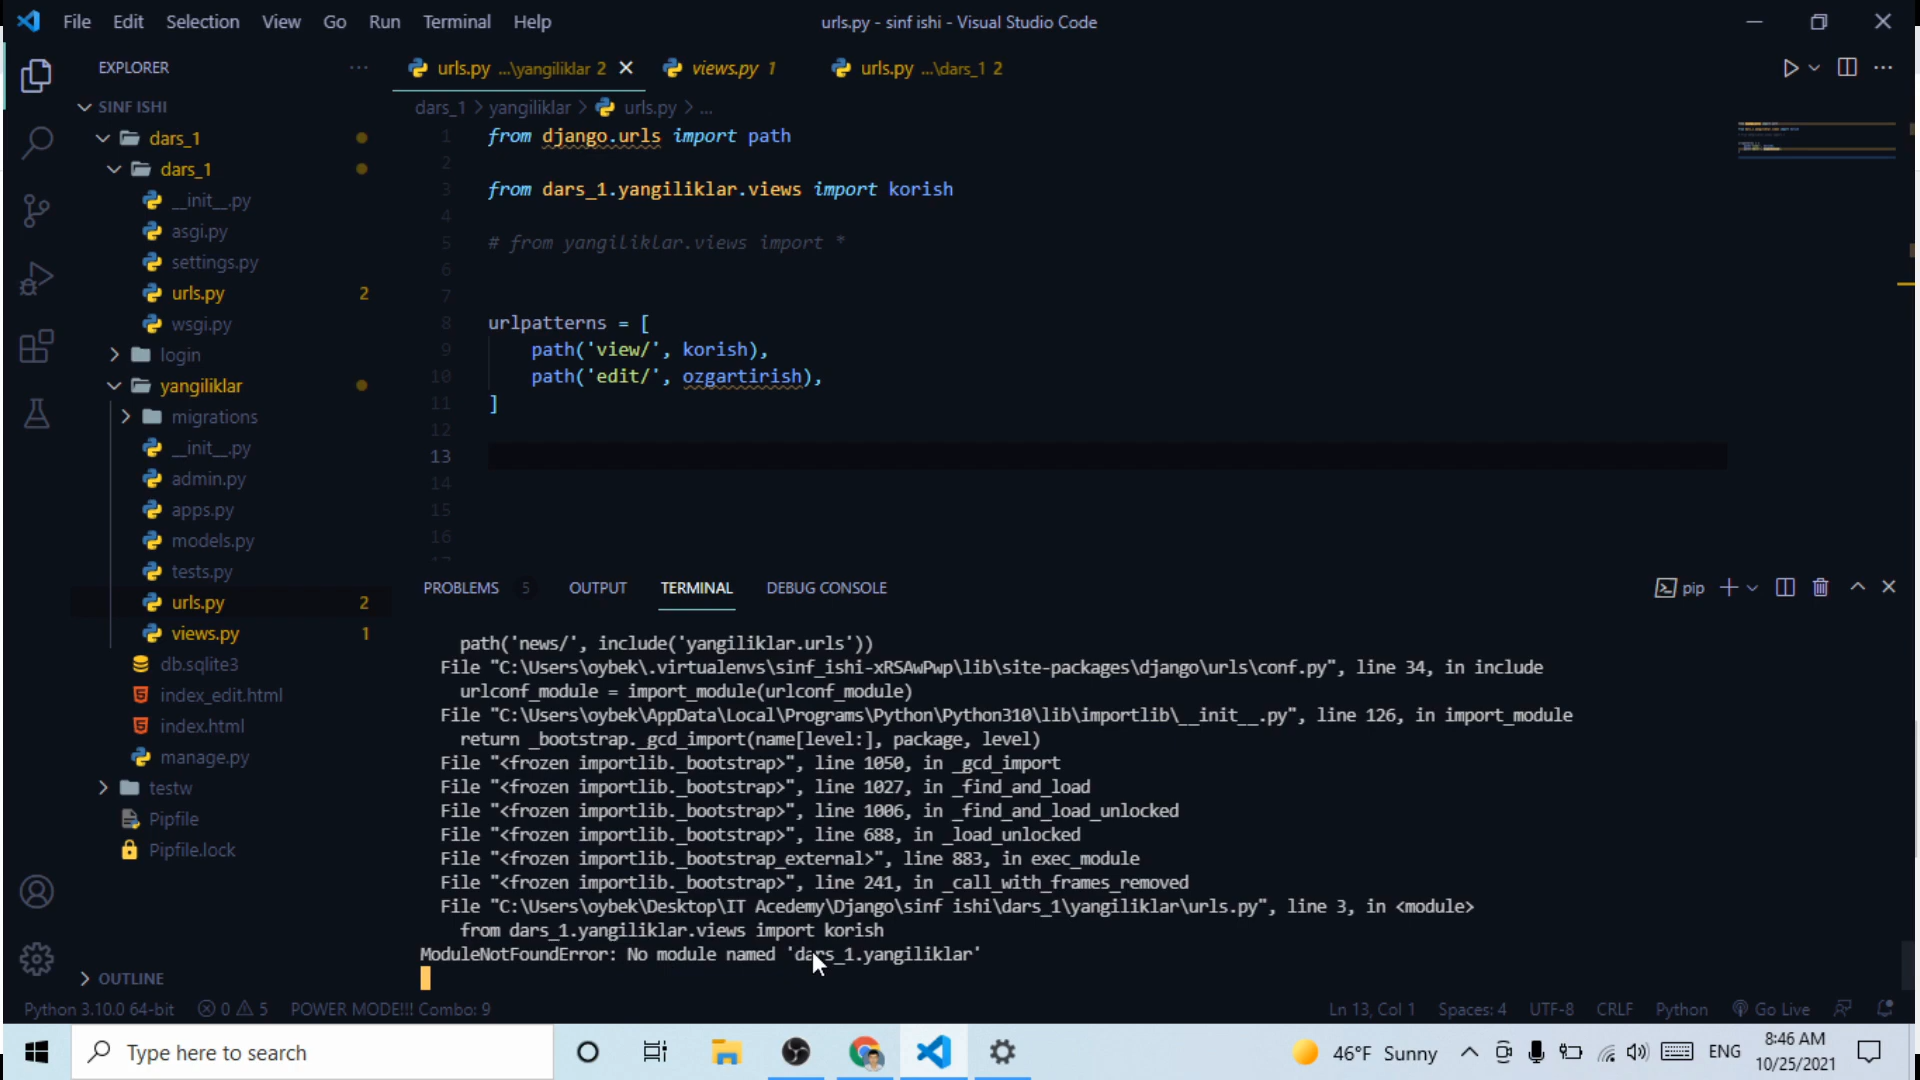 File Edit Selection View Go Run Terminal Help
urls.py - sinf ishi - Visual Studio Code
EXPLORER
urls.py ...\yangiliklar 2
views.py 1
urls.py ...\dars_1 2
SINF ISHI
dars_1 > yangiliklar > urls.py > ...
dars_1
dars_1
__init__.py
asgi.py
settings.py
urls.py 2
wsgi.py
login
yangiliklar
migrations
__init__.py
admin.py
apps.py
models.py
tests.py
urls.py 2
views.py 1
db.sqlite3
index_edit.html
index.html
manage.py
testw
Pipfile
Pipfile.lock
OUTLINE
1 from django.urls import path
2
3 from dars_1.yangiliklar.views import korish
4
5 # from yangiliklar.views import *
6
7
8 urlpatterns = [
9 path('view/', korish),
10 path('edit/', ozgartirish),
11 ]
12
13
14
15
16
PROBLEMS 5 OUTPUT TERMINAL DEBUG CONSOLE
pip
path('news/', include('yangiliklar.urls'))
File "C:\Users\oybek\.virtualenvs\sinf_ishi-xRSAwPwp\lib\site-packages\django\urls\conf.py", line 34, in include
urlconf_module = import_module(urlconf_module)
File "C:\Users\oybek\AppData\Local\Programs\Python\Python310\lib\importlib\__init__.py", line 126, in import_module
return _bootstrap._gcd_import(name[level:], package, level)
File "<frozen importlib._bootstrap>", line 1050, in _gcd_import
File "<frozen importlib._bootstrap>", line 1027, in _find_and_load
File "<frozen importlib._bootstrap>", line 1006, in _find_and_load_unlocked
File "<frozen importlib._bootstrap>", line 688, in _load_unlocked
File "<frozen importlib._bootstrap_external>", line 883, in exec_module
File "<frozen importlib._bootstrap>", line 241, in _call_with_frames_removed
File "C:\Users\oybek\Desktop\IT Acedemy\Django\sinf ishi\dars_1\yangiliklar\urls.py", line 3, in <module>
from dars_1.yangiliklar.views import korish
ModuleNotFoundError: No module named 'dars_1.yangiliklar'
Python 3.10.0 64-bit 0 5 POWER MODE!!! Combo: 9
Ln 13, Col 1 Spaces: 4 UTF-8 CRLF Python Go Live
Type here to search
46°F Sunny
ENG
8:46 AM
10/25/2021